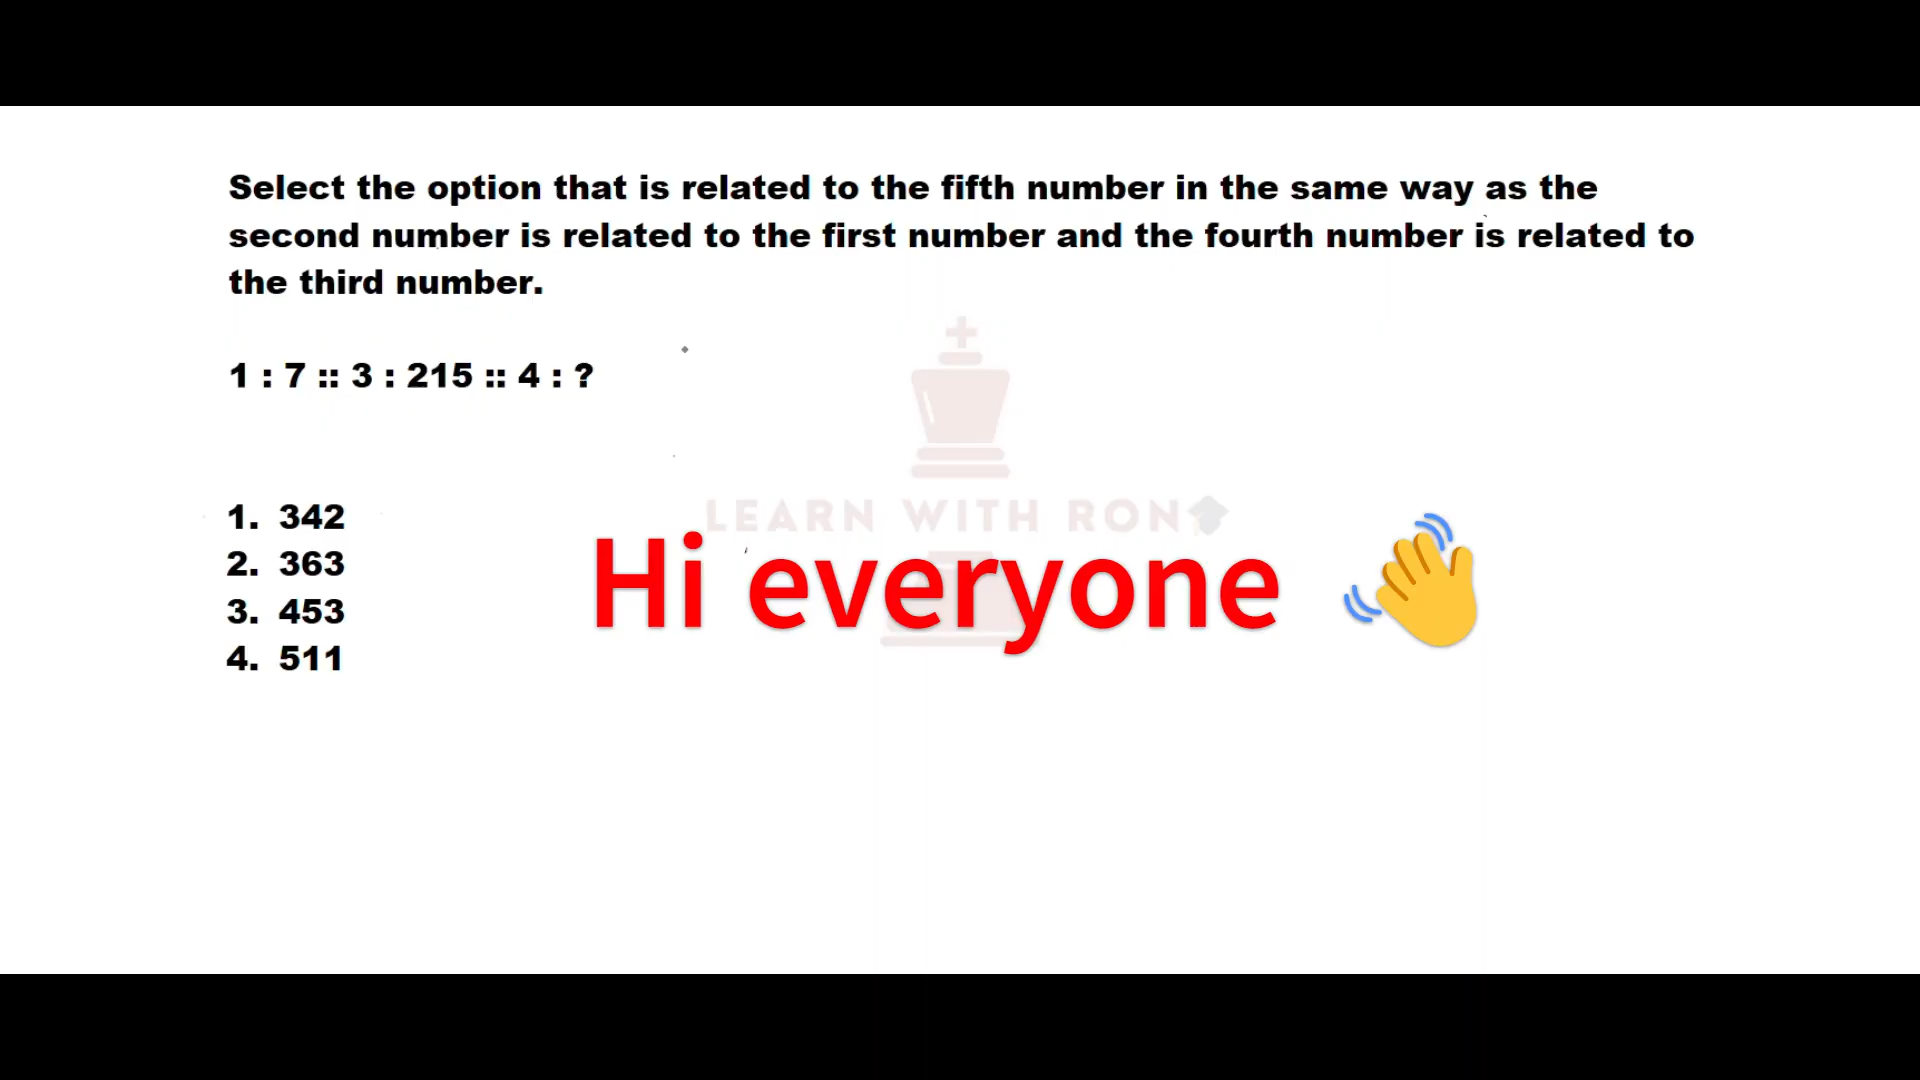 Select the option that is related to the fifth number in the same way as the
second number is related to the first number and the fourth number is related to
the third number.
1 : 7 :: 3 : 215 :: 4 : ?
1. 342
2. 363
3. 453
4. 511
LEARN WITH RON
Hi everyone 👋